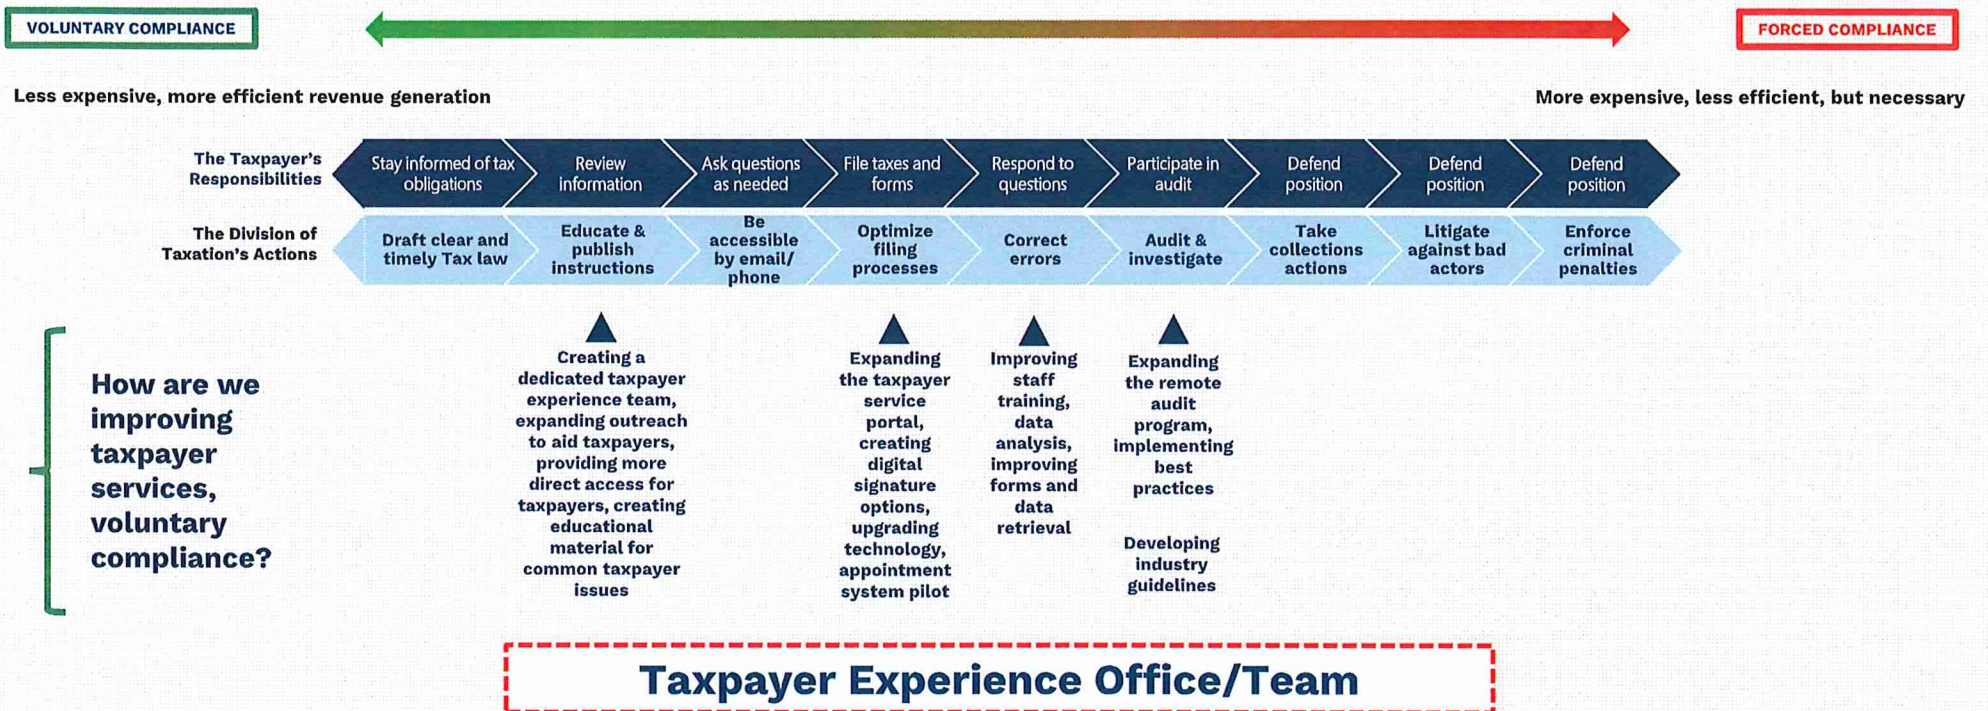 VOLUNTARY COMPLIANCE
FORCED COMPLIANCE
Less expensive, more efficient revenue generation
More expensive, less efficient, but necessary
The Taxpayer's
Responsibilities
Stay informed of tax
obligations
Review
information
Ask questions
as needed
File taxes and
forms
Respond to
questions
Participate in
audit
Defend
position
Defend
position
Defend
position
The Division of
Taxation's Actions
Draft clear and
timely Tax law
Educate &
publish
instructions
Be
accessible
by email/
phone
Optimize
filing
processes
Correct
errors
Audit &
investigate
Take
collections
actions
Litigate
against bad
actors
Enforce
criminal
penalties
How are we
improving
taxpayer
services,
voluntary
compliance?
Creating a
dedicated taxpayer
experience team,
expanding outreach
to aid taxpayers,
providing more
direct access for
taxpayers, creating
educational
material for
common taxpayer
issues
Expanding
the taxpayer
service
portal,
creating
digital
signature
options,
upgrading
technology,
appointment
system pilot
Improving
staff
training,
data
analysis,
improving
forms and
data
retrieval
Expanding
the remote
audit
program,
implementing
best
practices
Developing
industry
guidelines
Taxpayer Experience Office/Team